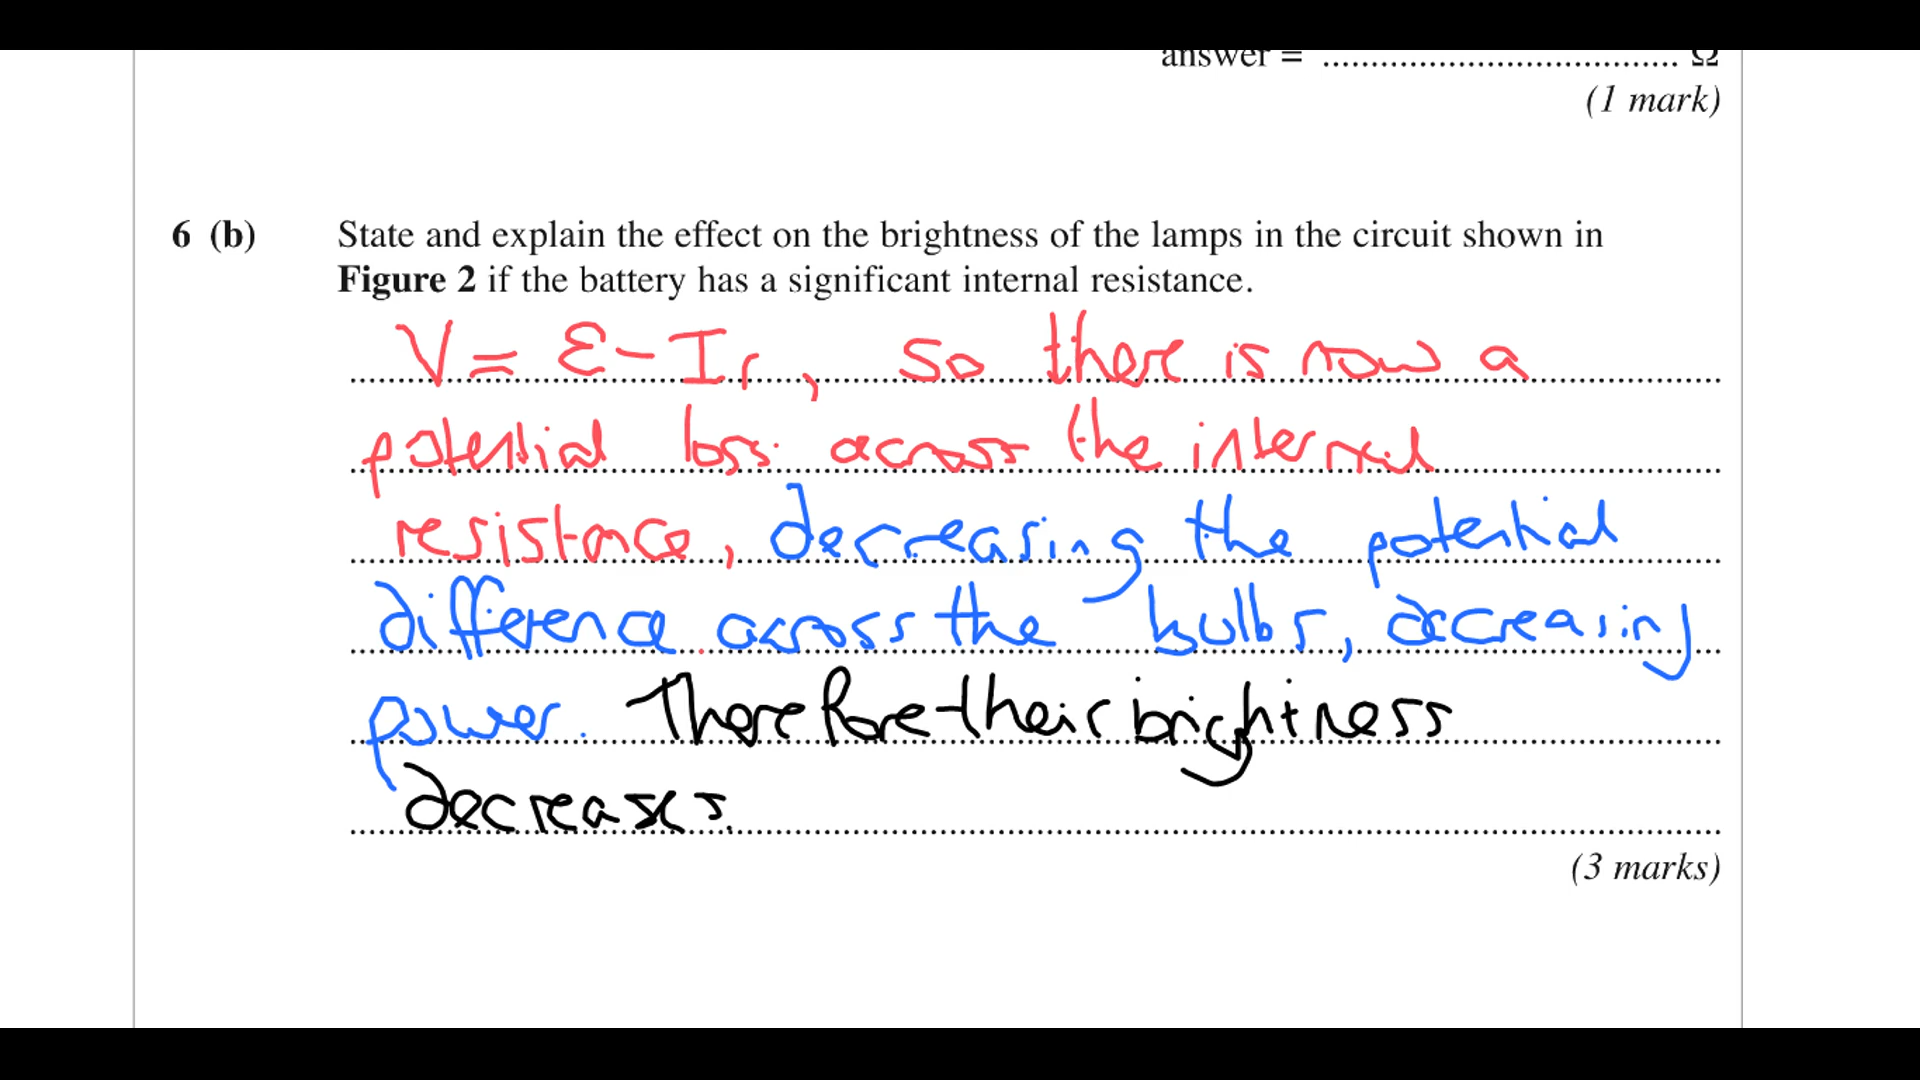 answer = .................................... Ω
(1 mark)
6 (b) State and explain the effect on the brightness of the lamps in the circuit shown in
Figure 2 if the battery has a significant internal resistance.
V = ε - Ir, so there is now a
potential loss across the internal
resistance, decreasing the potential
difference across the bulbs, decreasing
power. Therefore their brightness
decreases.
(3 marks)